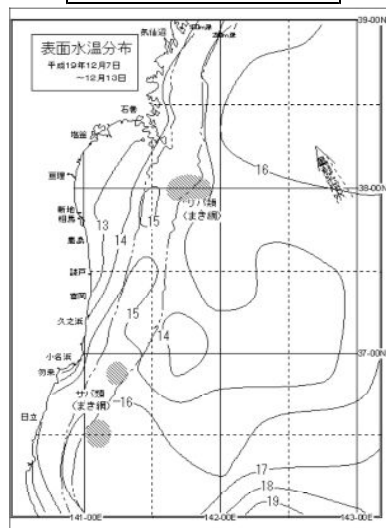 表面水温分布
平成19年12月7日
～12月13日
気仙沼
石巻
塩釜
亘理
新地
相馬
鹿島
請戸
富岡
久之浜
小名浜
勿来
日立
39-00N
38-00N
37-00N
16
15
サバ類
(まき網)
13
14
15
14
サバ類
(まき網)
16
17
18
19
141-00E
142-00E
143-00E